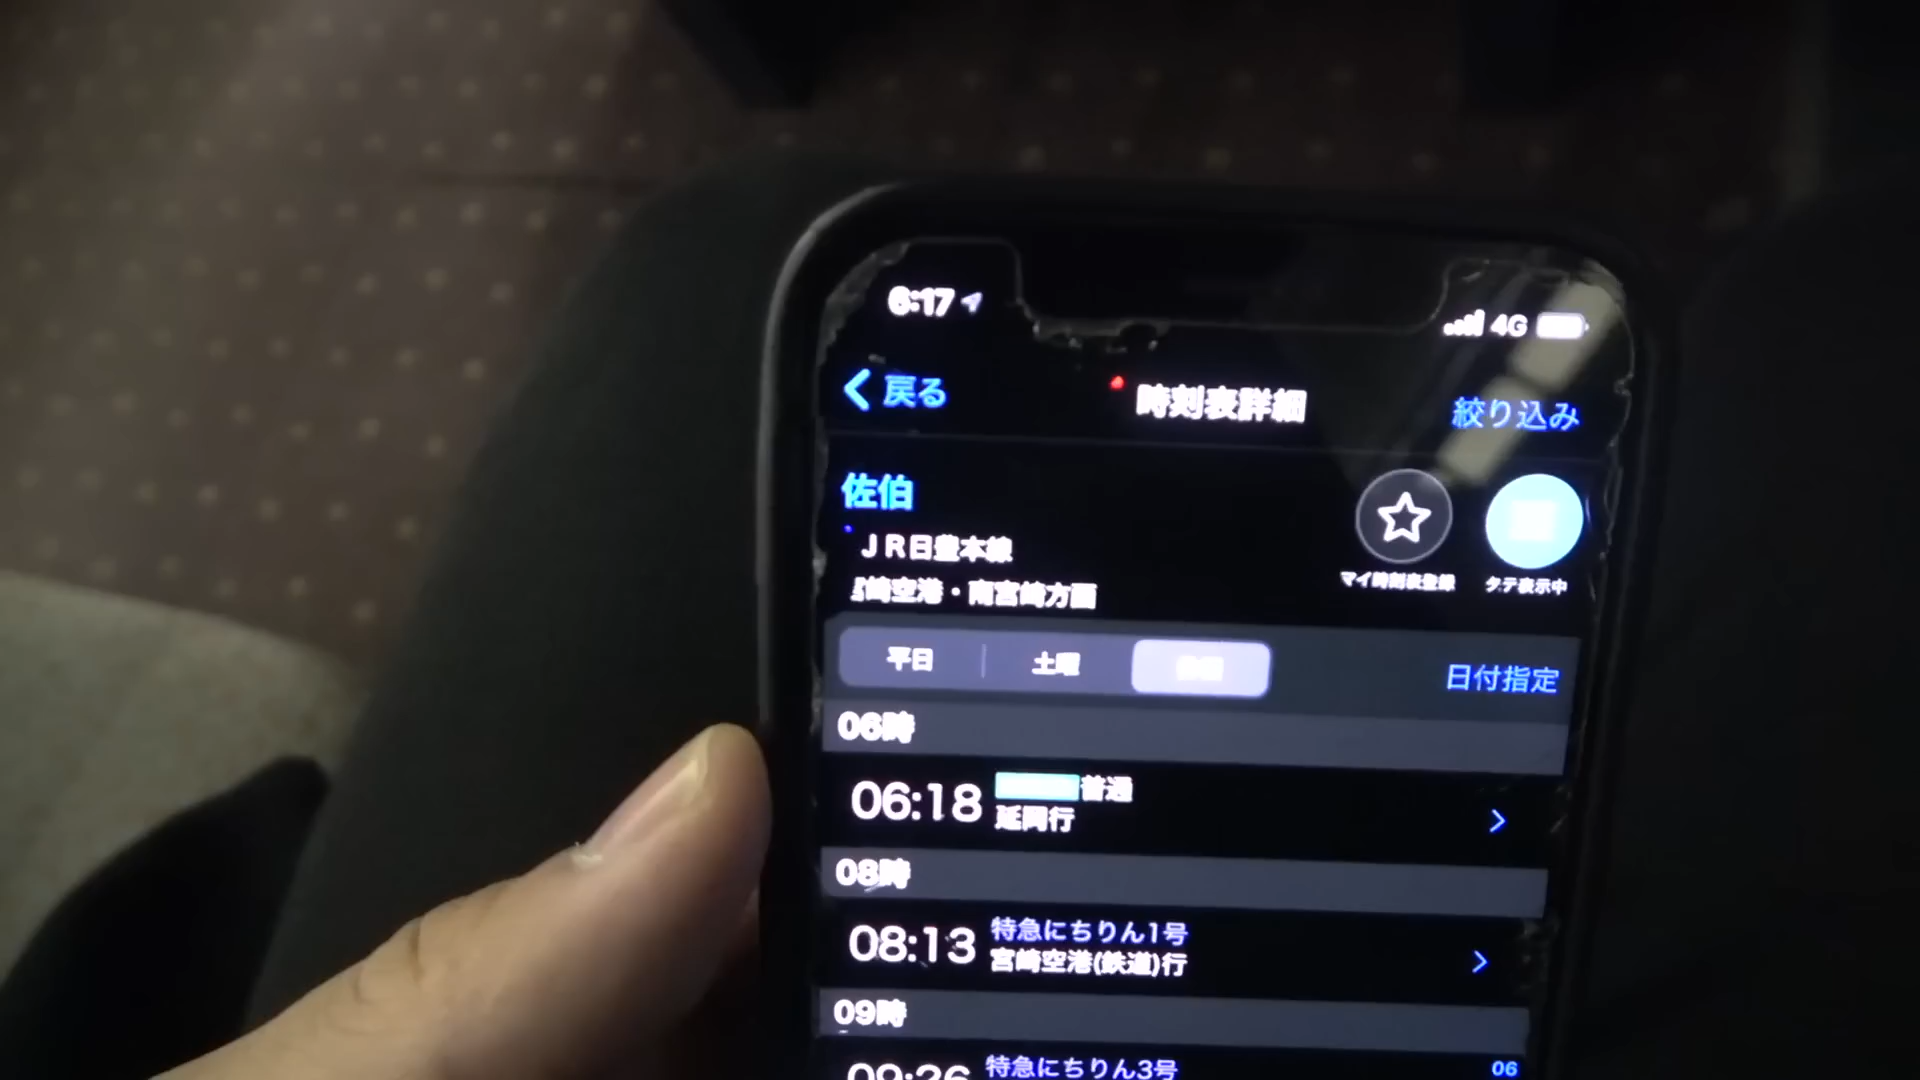 6:17
4G
戻る
時刻表詳細
絞り込み
佐伯
JR日豊本線
崎空港・南宮崎方面
マイ時刻表登録
タテ表示中
平日
土曜
日付指定
06時
06:18
普通
延岡行
08時
08:13
特急にちりん1号
宮崎空港(鉄道)行
09時
09:26
特急にちりん3号
06